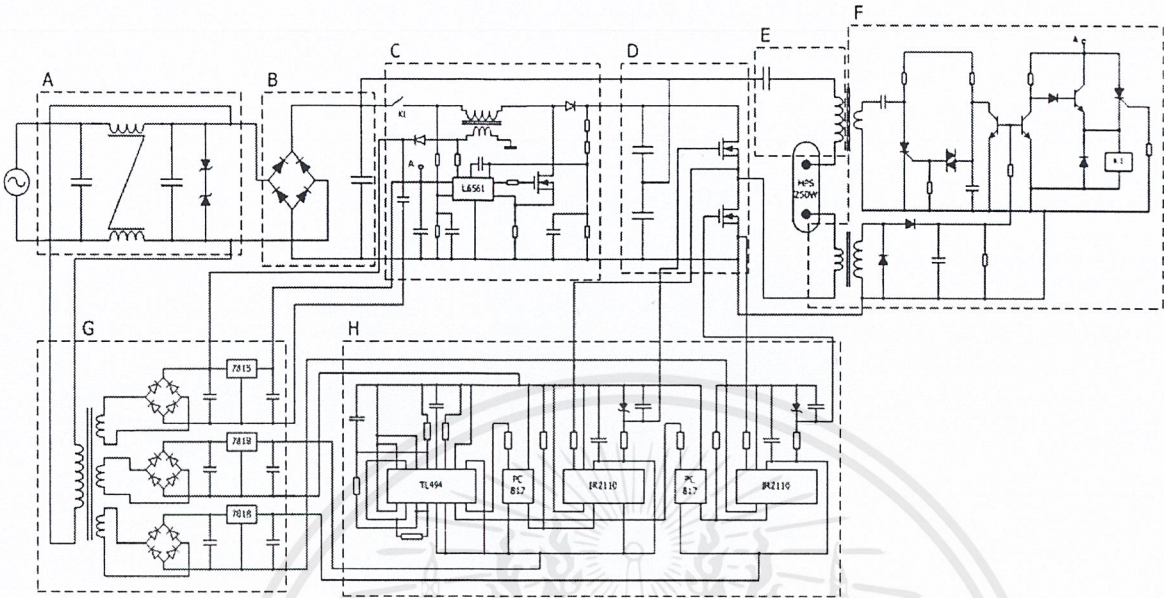 A
B
C
D
E
F
K1
A
L6561
HPS
250W
A
K1
G
H
7815
7818
7818
TL494
PC
817
IR2110
PC
817
IR2110